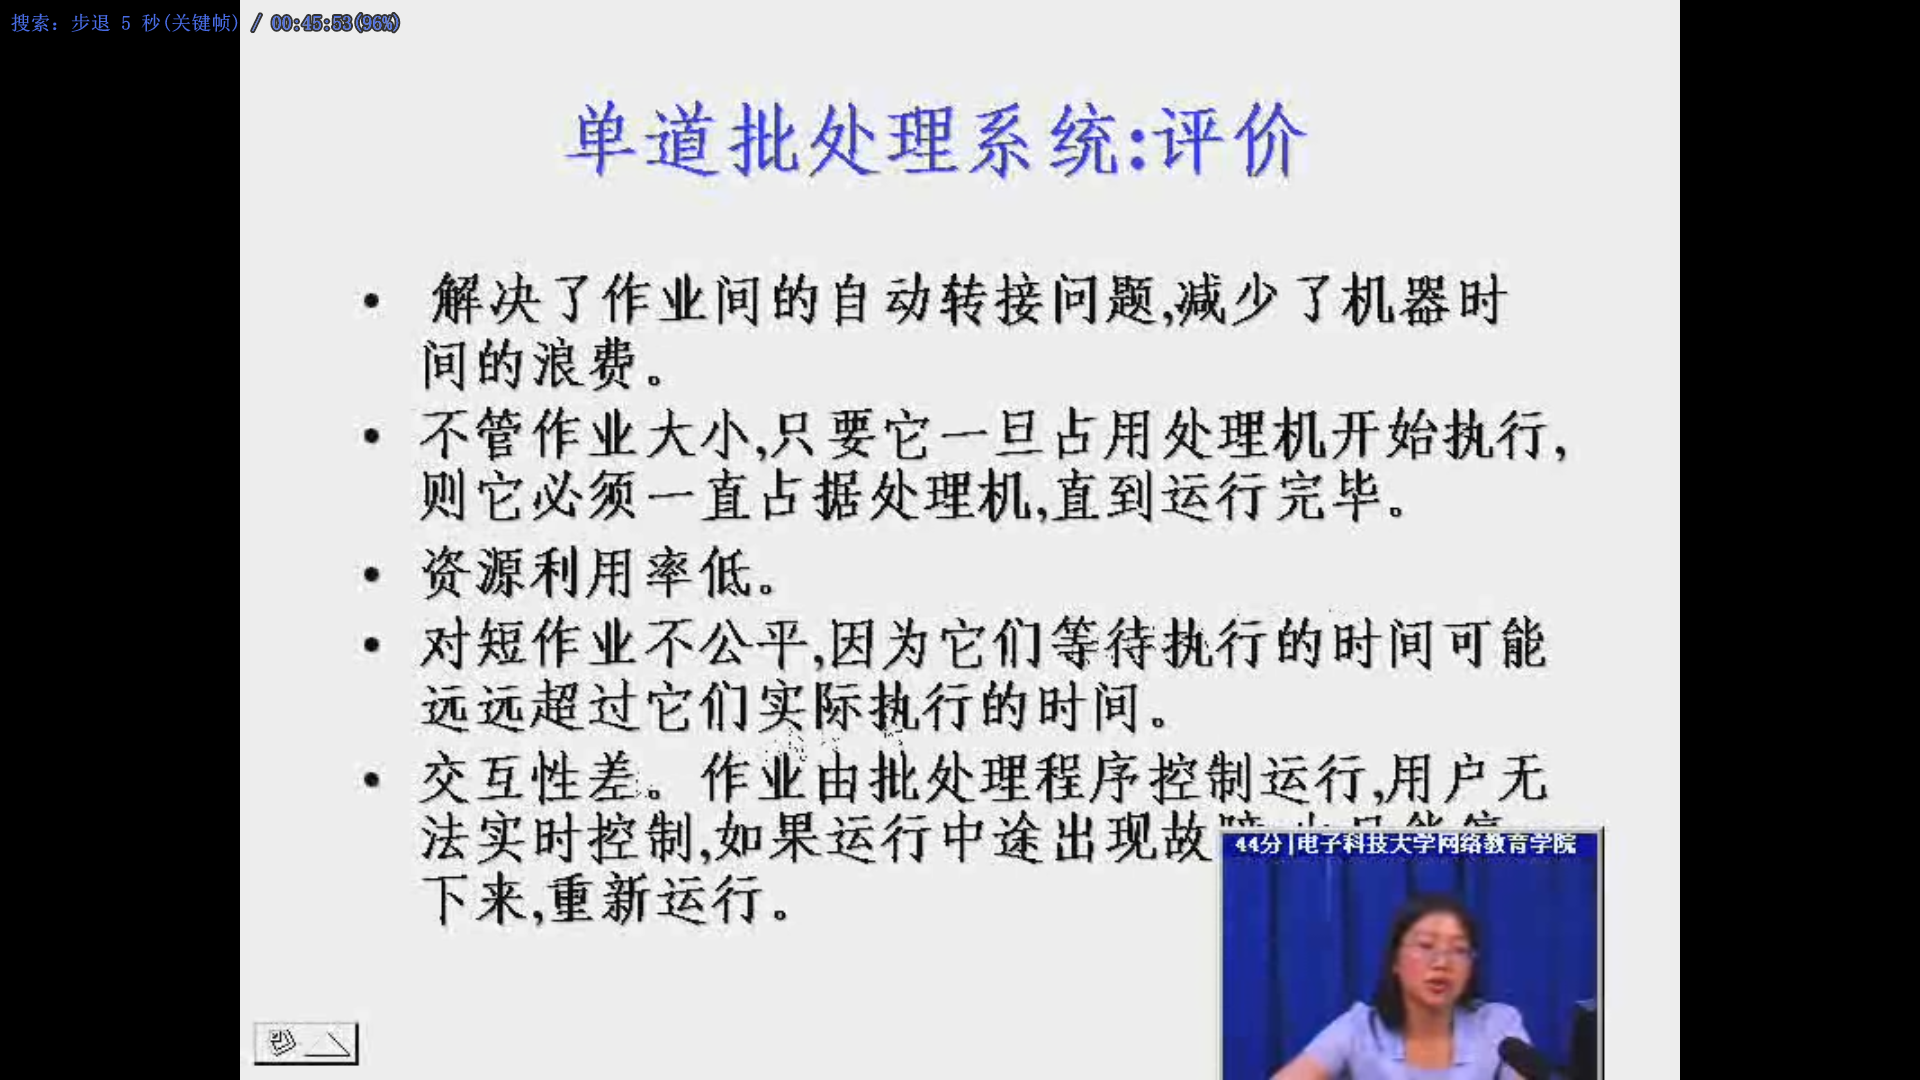 搜索: 步退 5 秒(关键帧) / 00:45:53(96%)
单道批处理系统:评价
• 解决了作业间的自动转接问题,减少了机器时
间的浪费。
• 不管作业大小,只要它一旦占用处理机开始执行,
则它必须一直占据处理机,直到运行完毕。
• 资源利用率低。
• 对短作业不公平,因为它们等待执行的时间可能
远远超过它们实际执行的时间。
• 交互性差。作业由批处理程序控制运行,用户无
法实时控制,如果运行中途出现故
下来,重新运行。
44分|电子科技大学网络教育学院